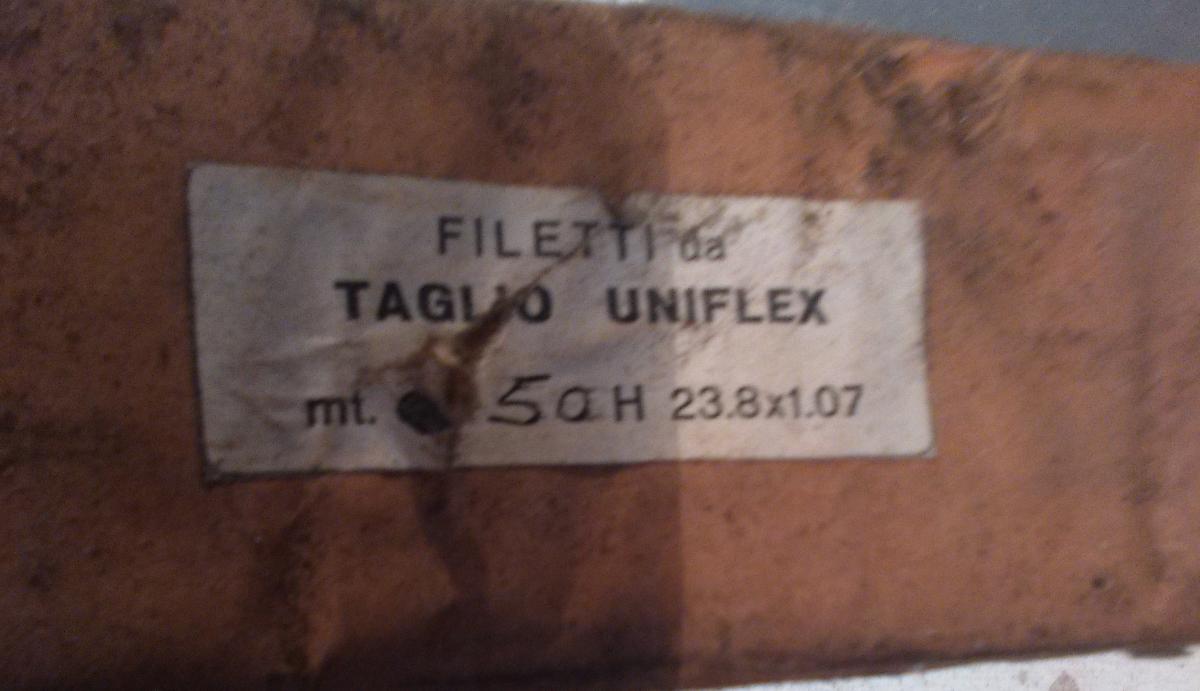 FILETTI da
TAGLIO UNIFLEX
mt. 50 H 23.8x1.07